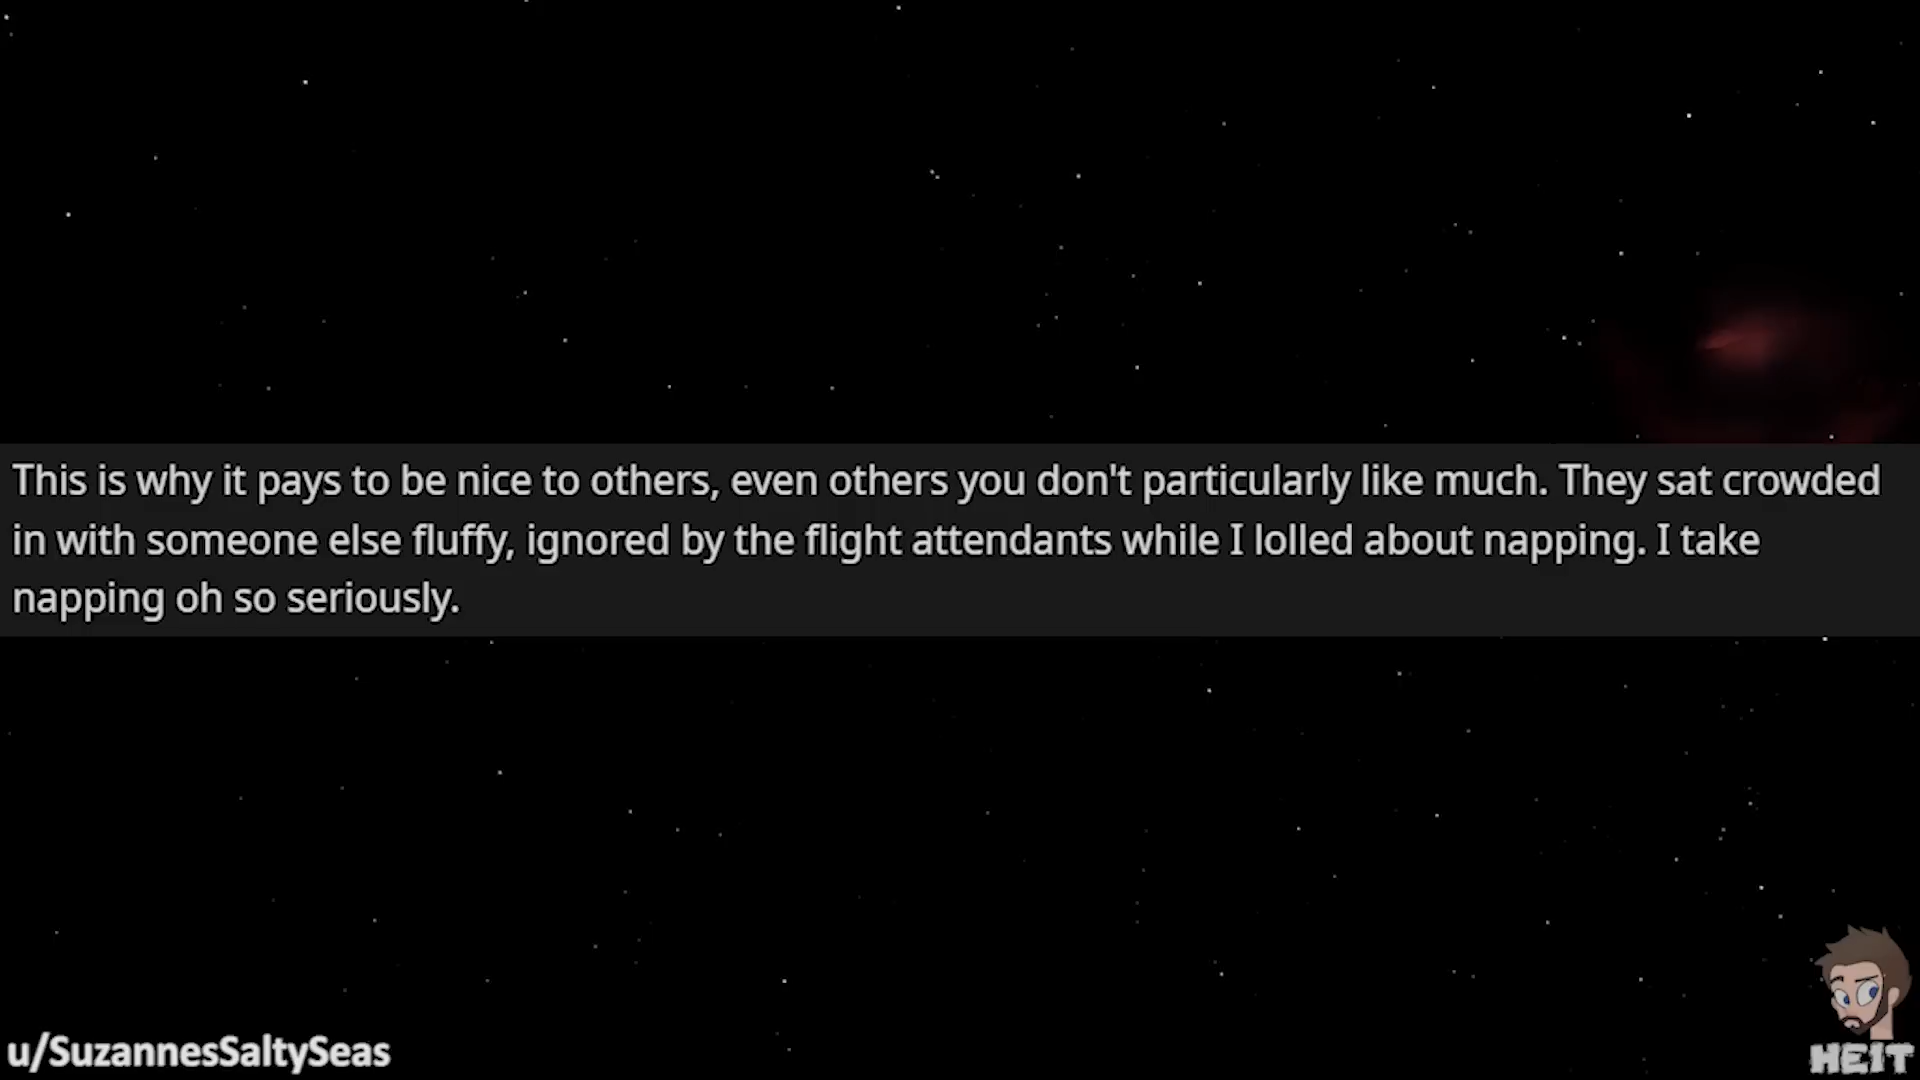 This is why it pays to be nice to others, even others you don't particularly like much. They sat crowded
in with someone else fluffy, ignored by the flight attendants while I lolled about napping. I take
napping oh so seriously.
u/SuzannesSaltySeas
HEIT